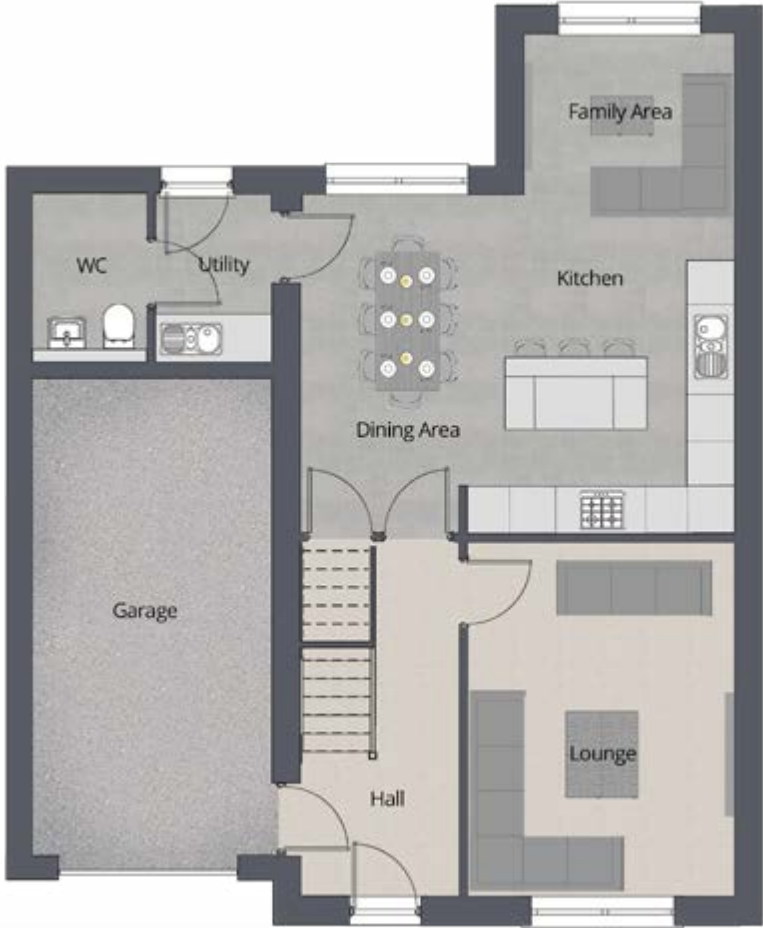 Family Area
WC
Utility
Kitchen
Dining Area
Garage
Lounge
Hall